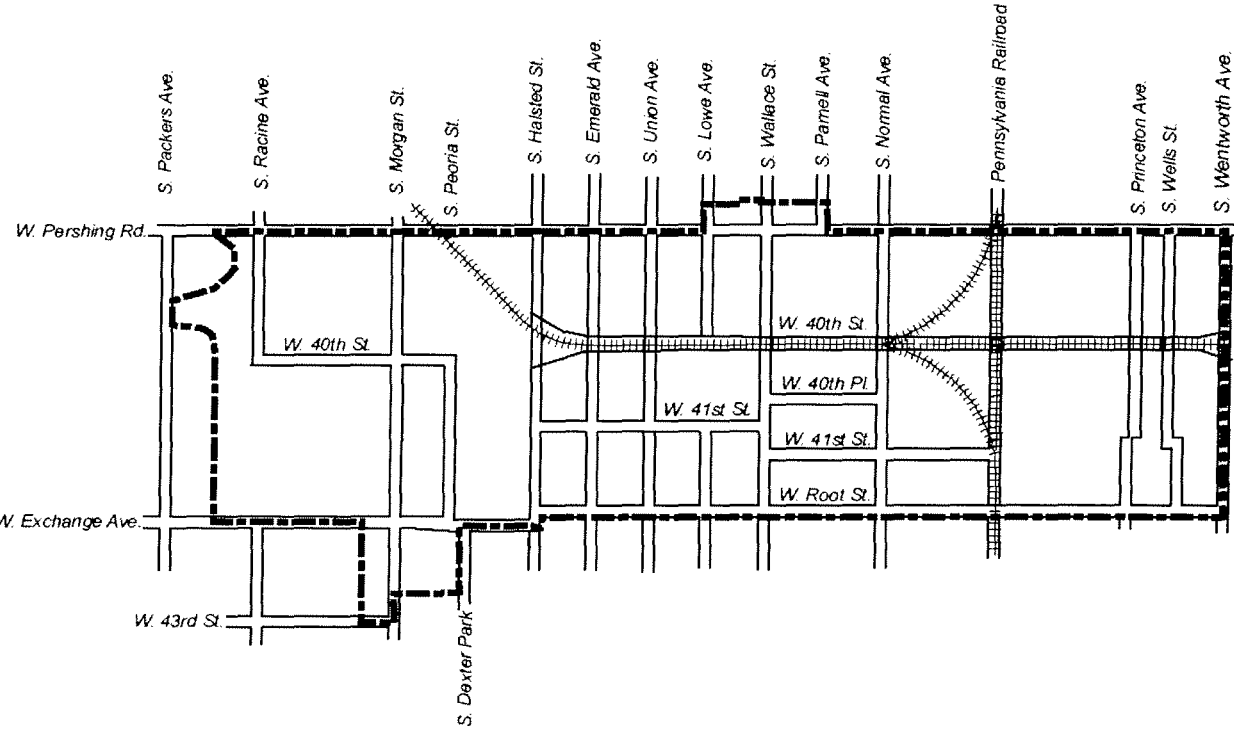 S. Packers Ave.
S. Racine Ave.
S. Morgan St.
S. Peoria St.
S. Halsted St.
S. Emerald Ave.
S. Union Ave.
S. Lowe Ave.
S. Wallace St.
S. Parnell Ave.
S. Normal Ave.
Pennsylvania Railroad
S. Princeton Ave.
S. Wells St.
S. Wentworth Ave.
W. Pershing Rd.
W. 40th St.
W. 40th St.
W. 40th Pl.
W. 41st St.
W. 41st St.
W. Root St.
W. Exchange Ave.
W. 43rd St.
S. Dexter Park